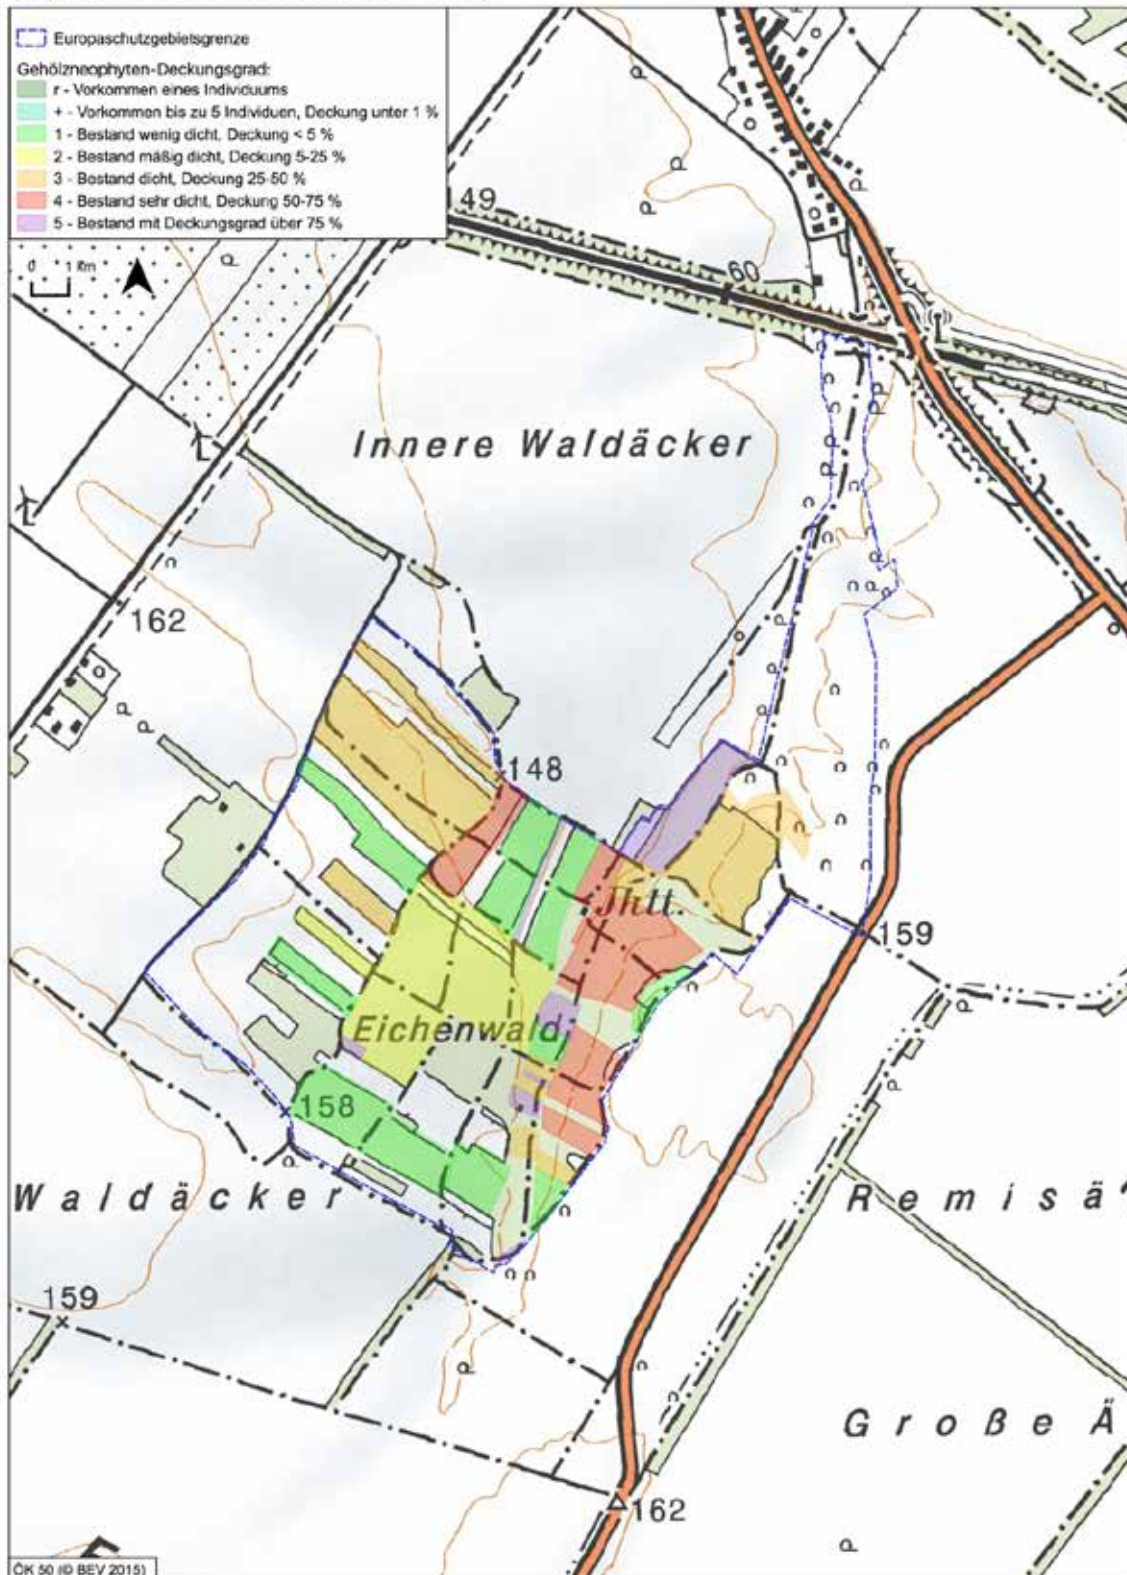 Europaschutzgebietsgrenze
Gehölzneophyten-Deckungsgrad:
r - Vorkommen eines Individuums
+ - Vorkommen bis zu 5 Individuen, Deckung unter 1 %
1 - Bestand wenig dicht, Deckung < 5 %
2 - Bestand mäßig dicht, Deckung 5-25 %
3 - Bestand dicht, Deckung 25-50 %
4 - Bestand sehr dicht, Deckung 50-75 %
5 - Bestand mit Deckungsgrad über 75 %
49
0 1 Km
60
Innere Waldäcker
162
148
Jhtt.
159
Eichenwald
158
Waldäcker
Remisä
159
Große Ä
162
ÖK 50 (© BEV 2015)